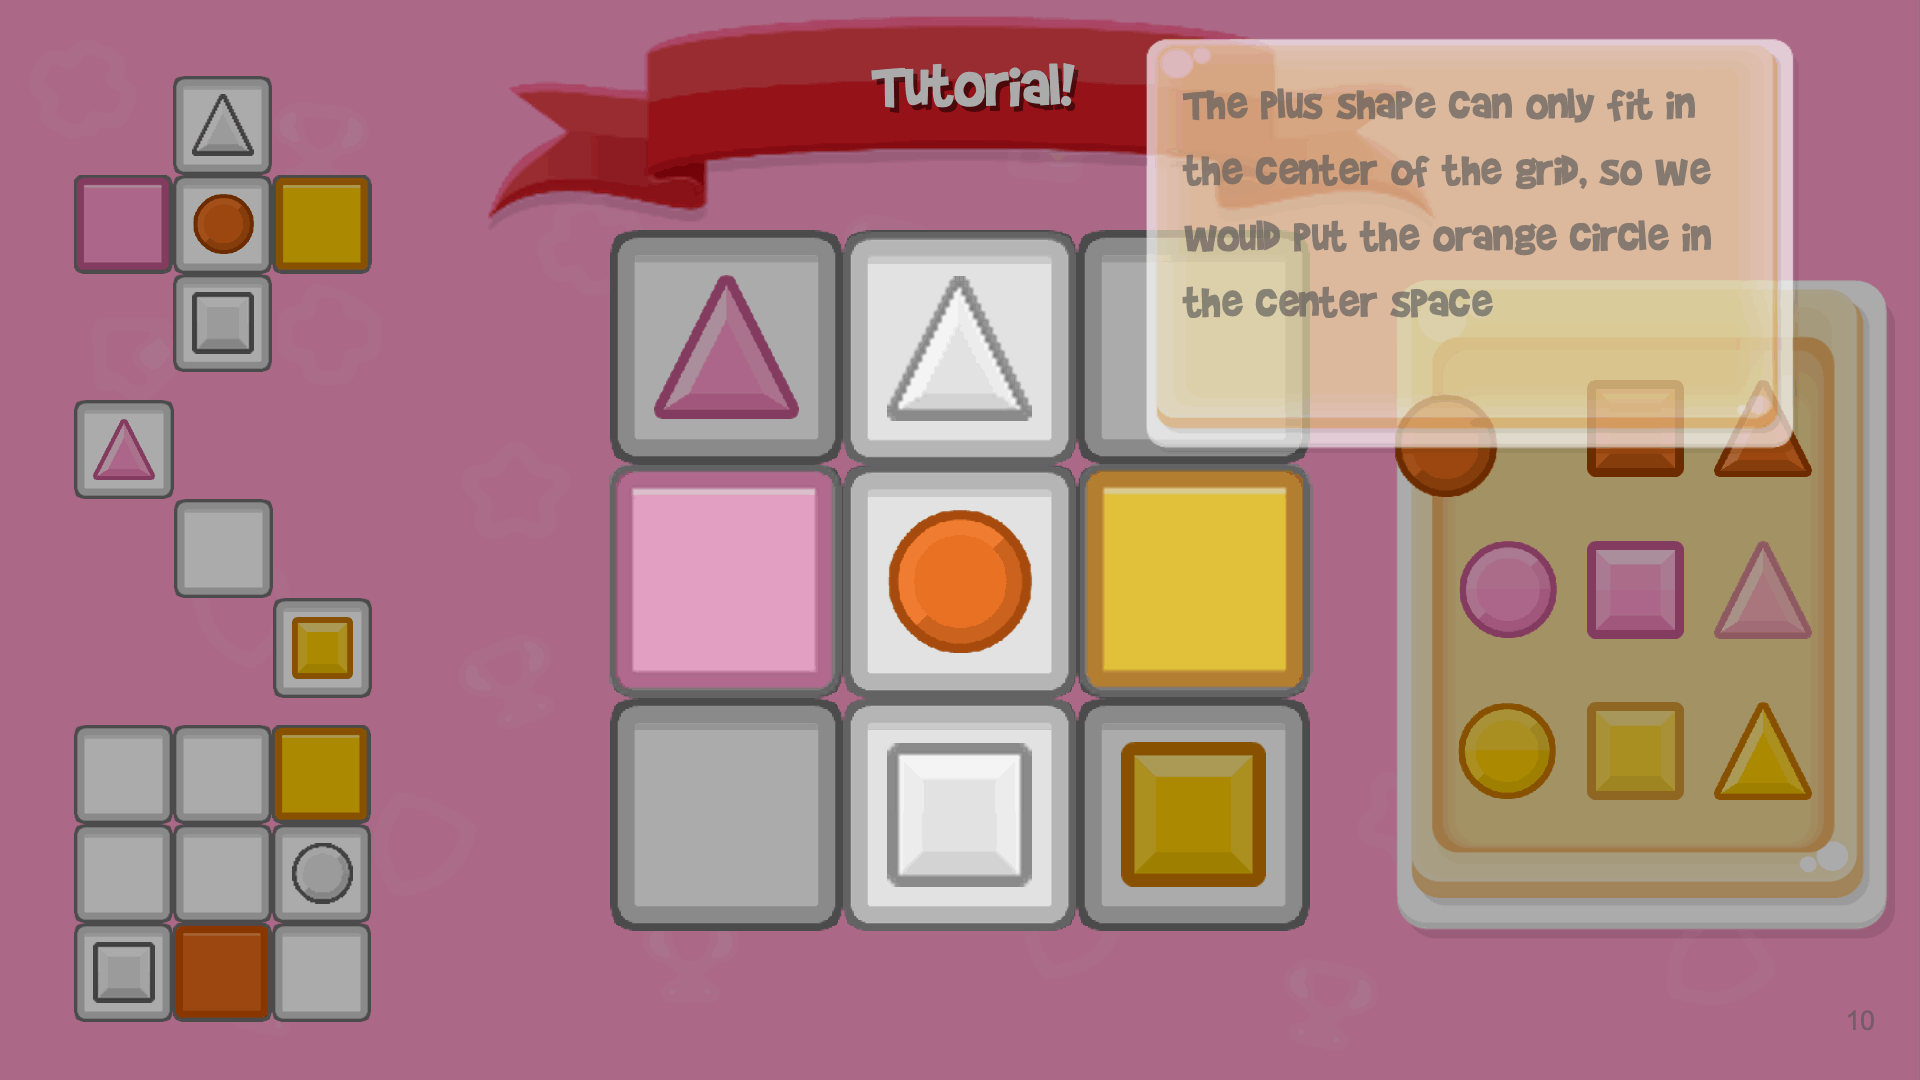 Tutorial!
The plus shape can only fit in
the center of the grid, so we
would put the orange circle in
the center space
10